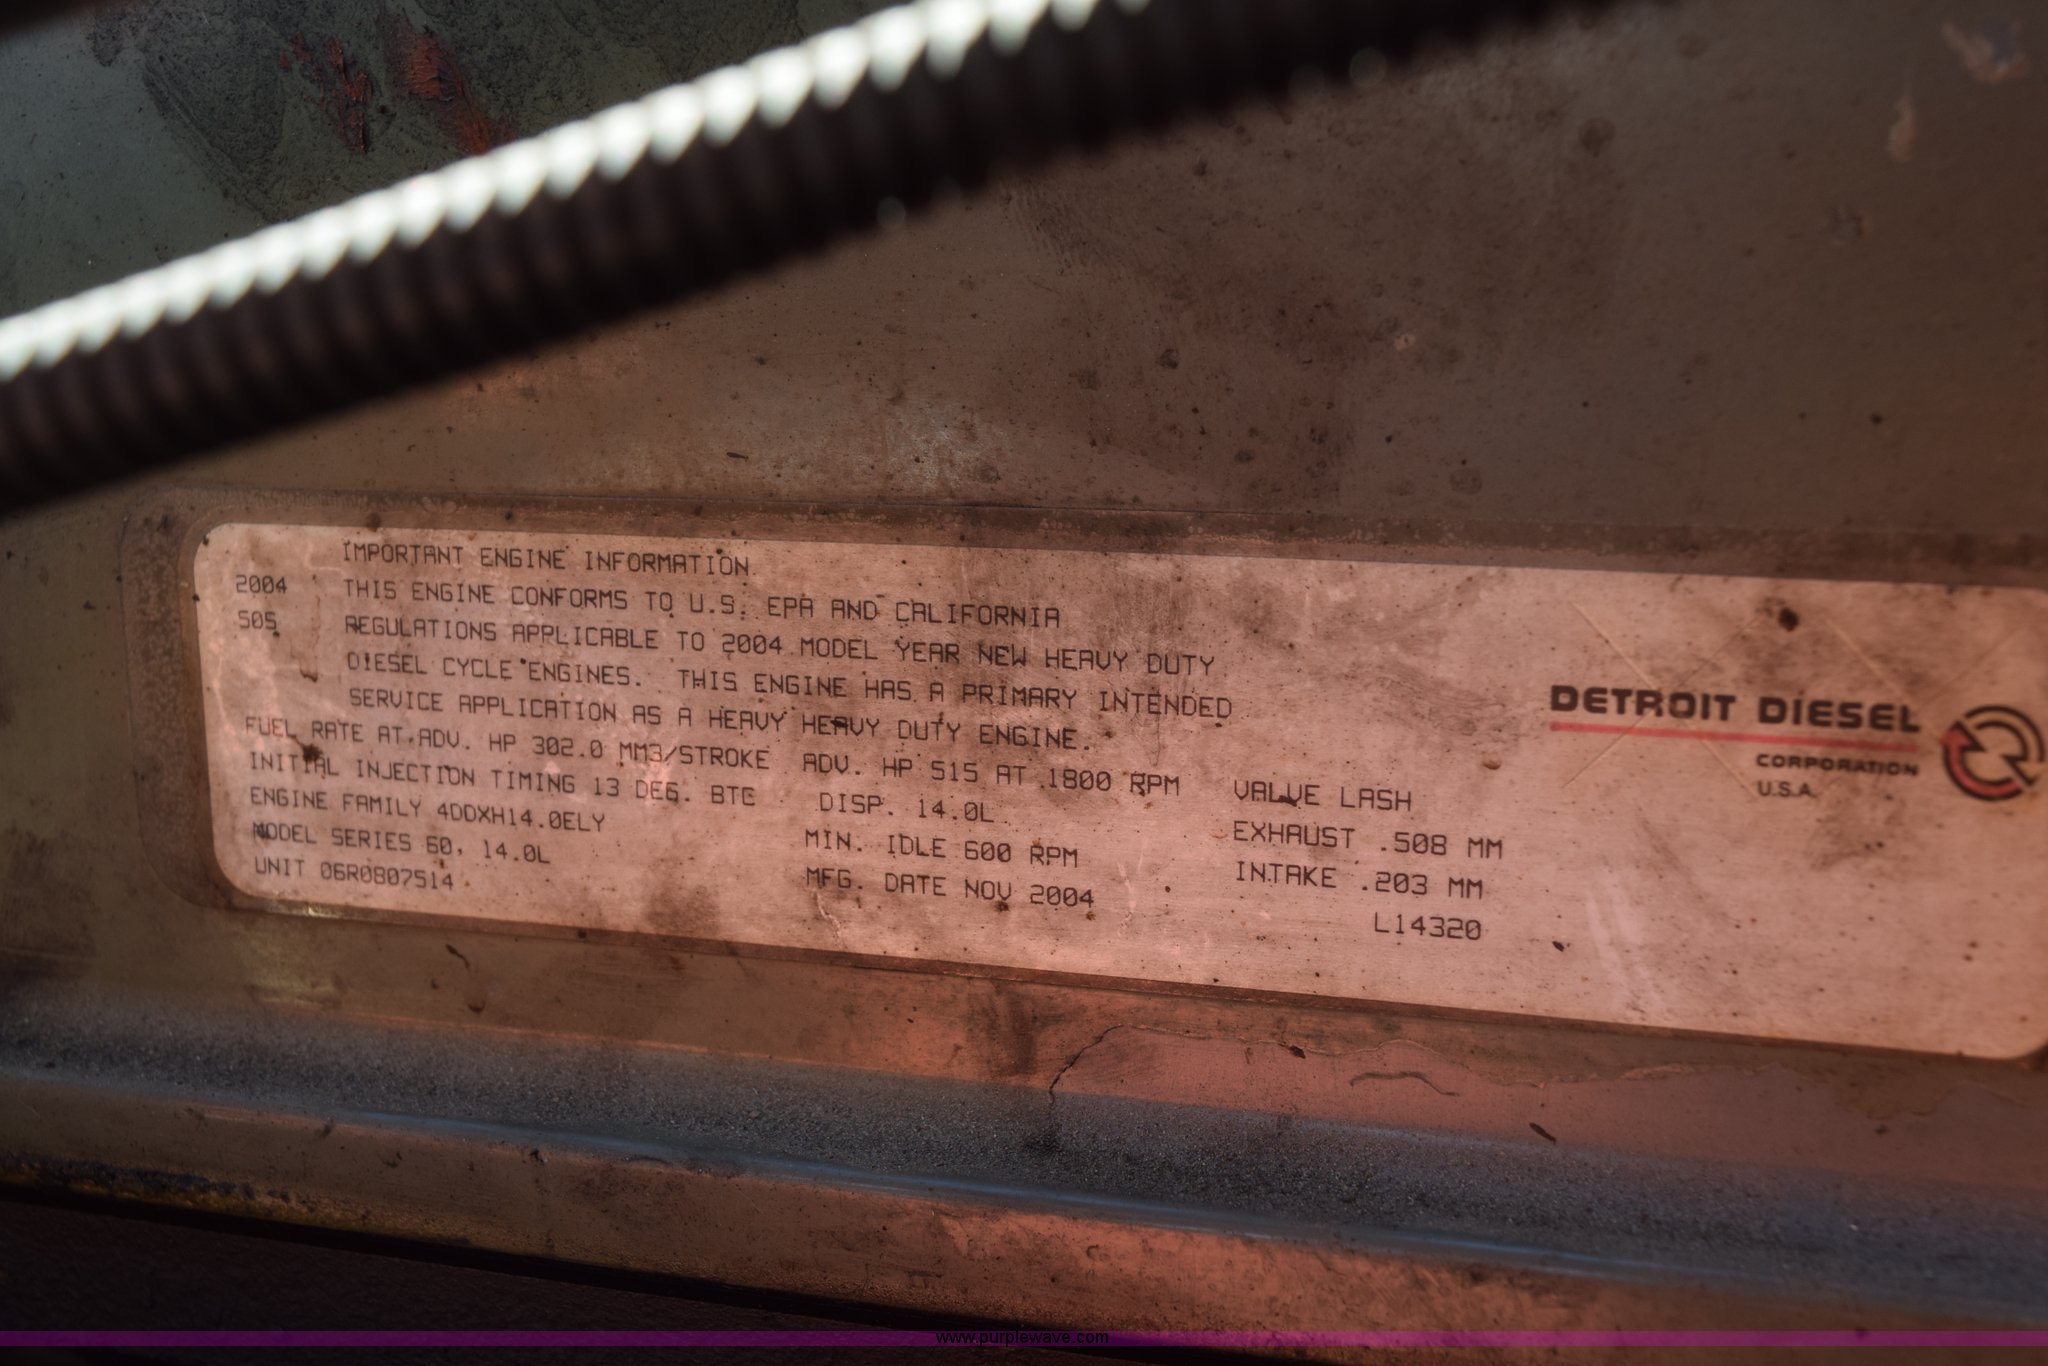 IMPORTANT ENGINE INFORMATION
2004 THIS ENGINE CONFORMS TO U.S. EPA AND CALIFORNIA
505 REGULATIONS APPLICABLE TO 2004 MODEL YEAR NEW HEAVY DUTY
DIESEL CYCLE ENGINES. THIS ENGINE HAS A PRIMARY INTENDED
SERVICE APPLICATION AS A HEAVY HEAVY DUTY ENGINE.
FUEL RATE AT ADV. HP 302.0 MM3/STROKE ADV. HP 515 AT 1800 RPM VALVE LASH
INITIAL INJECTION TIMING 13 DEG. BTC DISP. 14.0L EXHAUST .508 MM
ENGINE FAMILY 4DDXH14.0ELY MIN. IDLE 600 RPM INTAKE .203 MM
MODEL SERIES 60, 14.0L MFG. DATE NOV 2004 L14320
UNIT 06R0807514
DETROIT DIESEL
CORPORATION
U.S.A.
www.purplewave.com